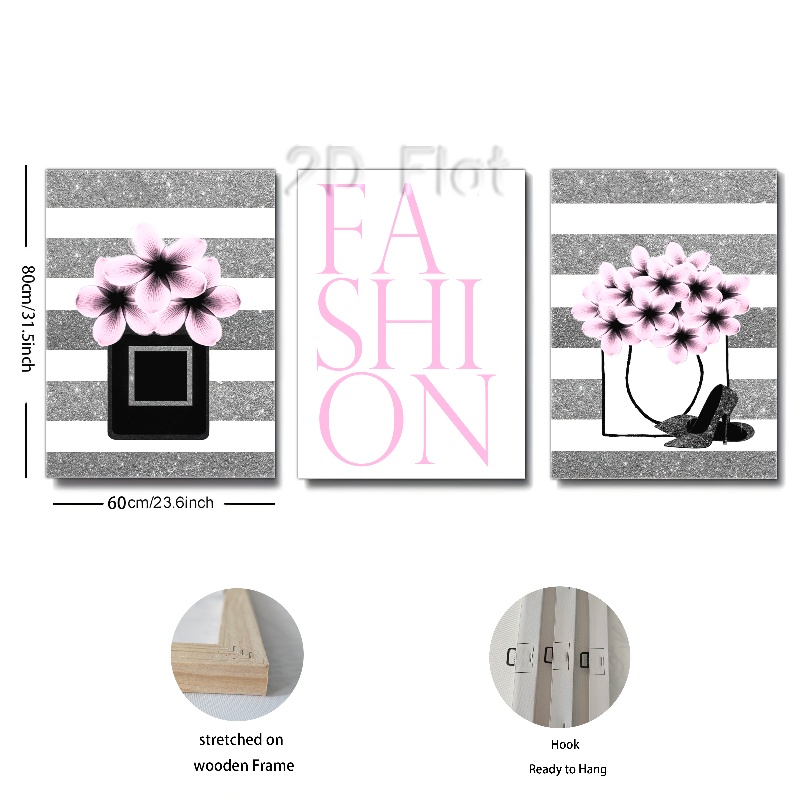 2D Flat
FA
SHI
ON
80cm/31.5inch
60cm/23.6inch
stretched on
wooden Frame
Hook
Ready to Hang